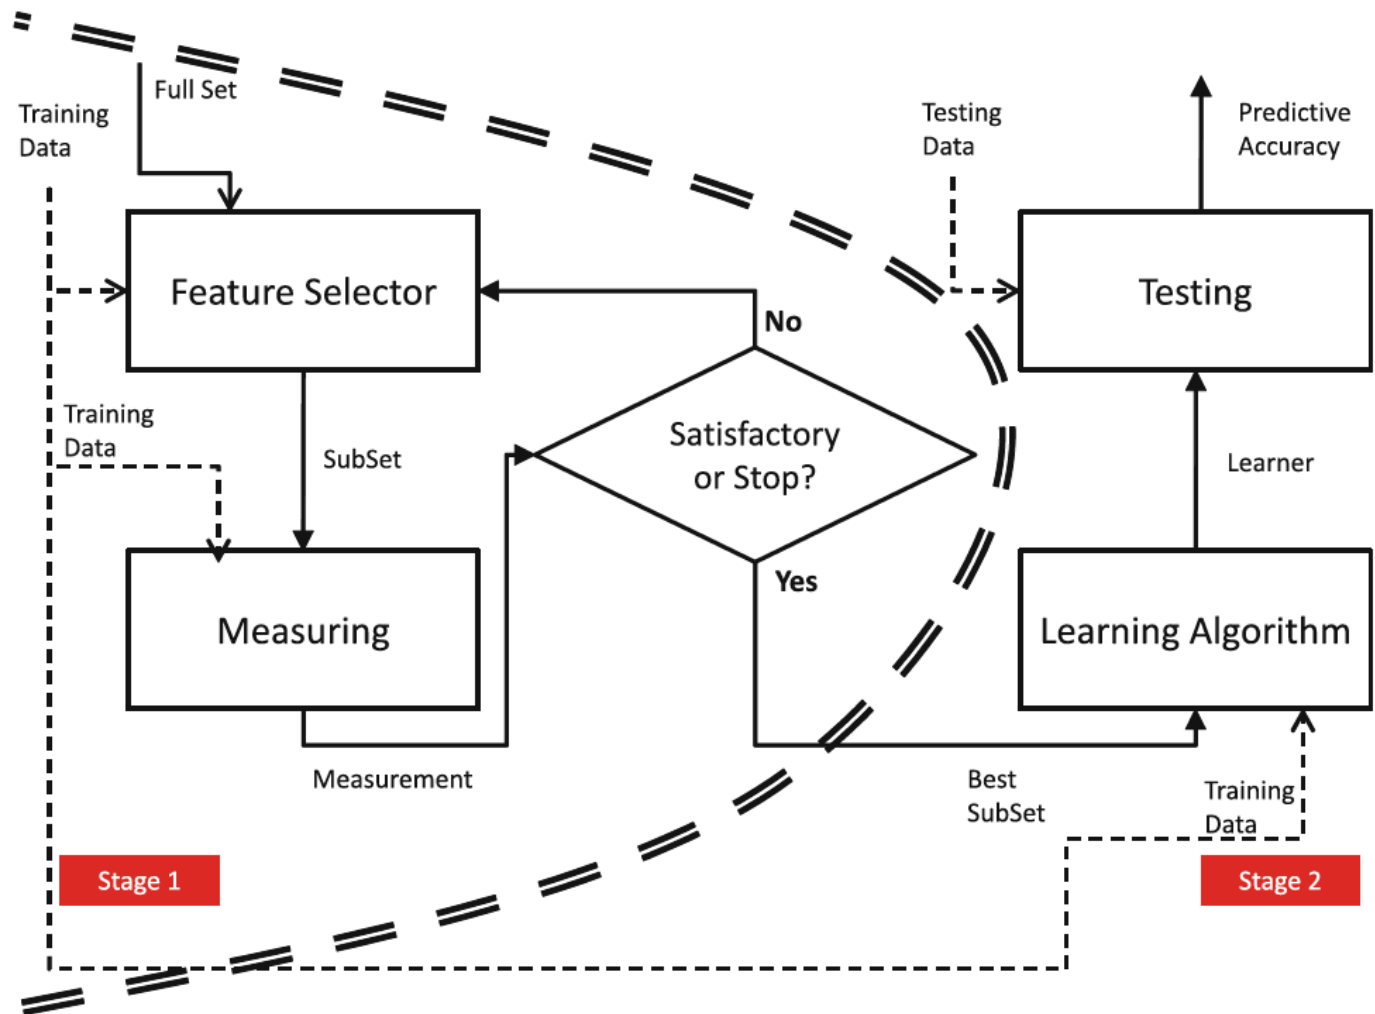 Full Set
Training
Data
Testing
Data
Predictive
Accuracy
Feature Selector
Testing
No
Training
Data
SubSet
Satisfactory
or Stop?
Learner
Yes
Measuring
Learning Algorithm
Measurement
Best
SubSet
Training
Data
Stage 1
Stage 2